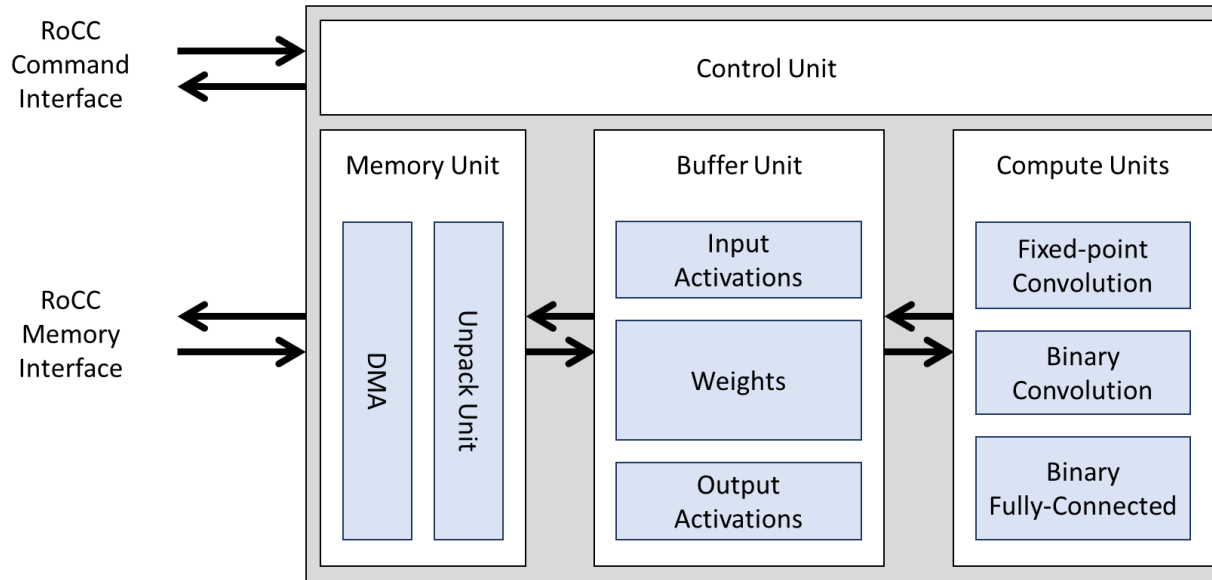 RoCC
Command
Interface
Control Unit
Memory Unit
Buffer Unit
Compute Units
RoCC
Memory
Interface
DMA
Unpack Unit
Input
Activations
Weights
Output
Activations
Fixed-point
Convolution
Binary
Convolution
Binary
Fully-Connected